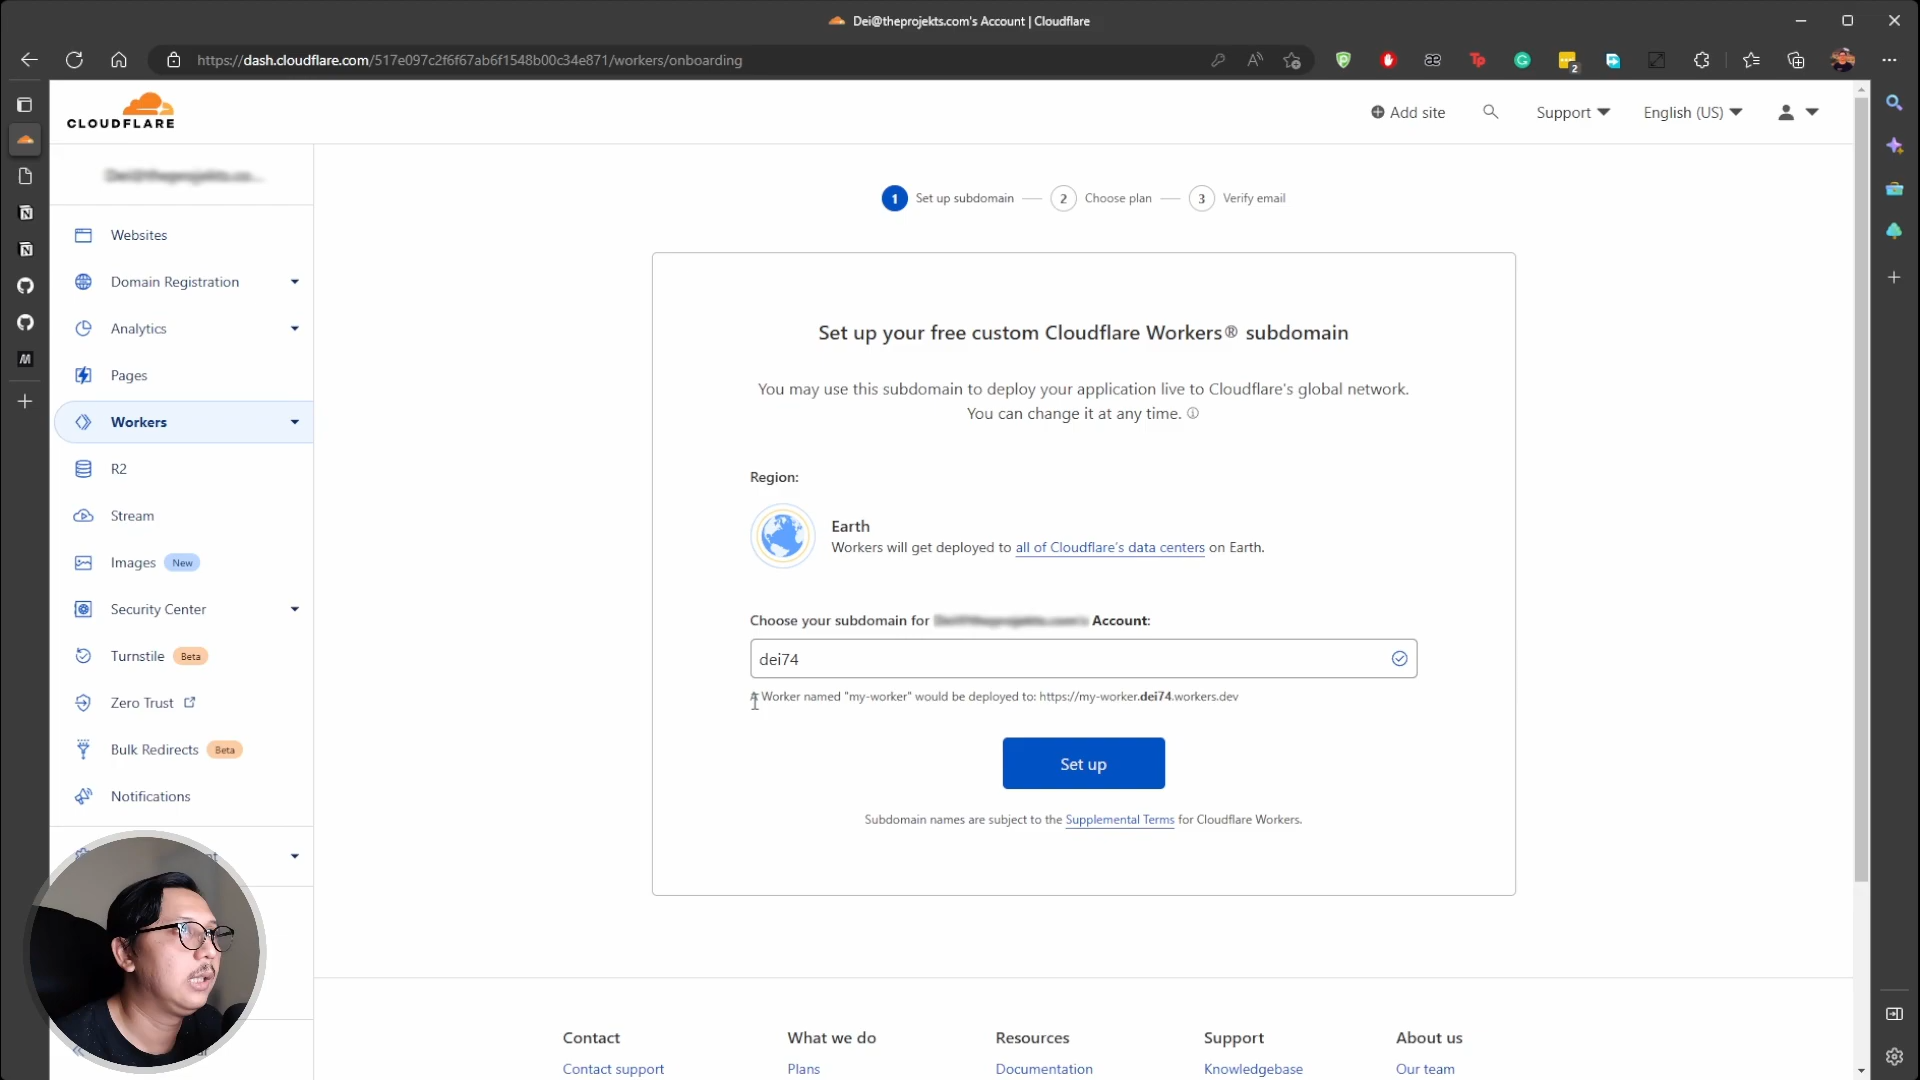 Dei@theprojekts.com's Account | Cloudflare
https://dash.cloudflare.com/517e097c2f6f67ab6f1548b00c34e871/workers/onboarding
CLOUDFLARE
Add site
Support
English (US)
Websites
Domain Registration
Analytics
Pages
Workers
R2
Stream
Images New
Security Center
Turnstile Beta
Zero Trust
Bulk Redirects Beta
Notifications
1 Set up subdomain
2 Choose plan
3 Verify email
Set up your free custom Cloudflare Workers® subdomain
You may use this subdomain to deploy your application live to Cloudflare's global network.
You can change it at any time.
Region:
Earth
Workers will get deployed to all of Cloudflare's data centers on Earth.
Choose your subdomain for Account:
dei74
A Worker named "my-worker" would be deployed to: https://my-worker.dei74.workers.dev
Set up
Subdomain names are subject to the Supplemental Terms for Cloudflare Workers.
Contact
Contact support
What we do
Plans
Resources
Documentation
Support
Knowledgebase
About us
Our team